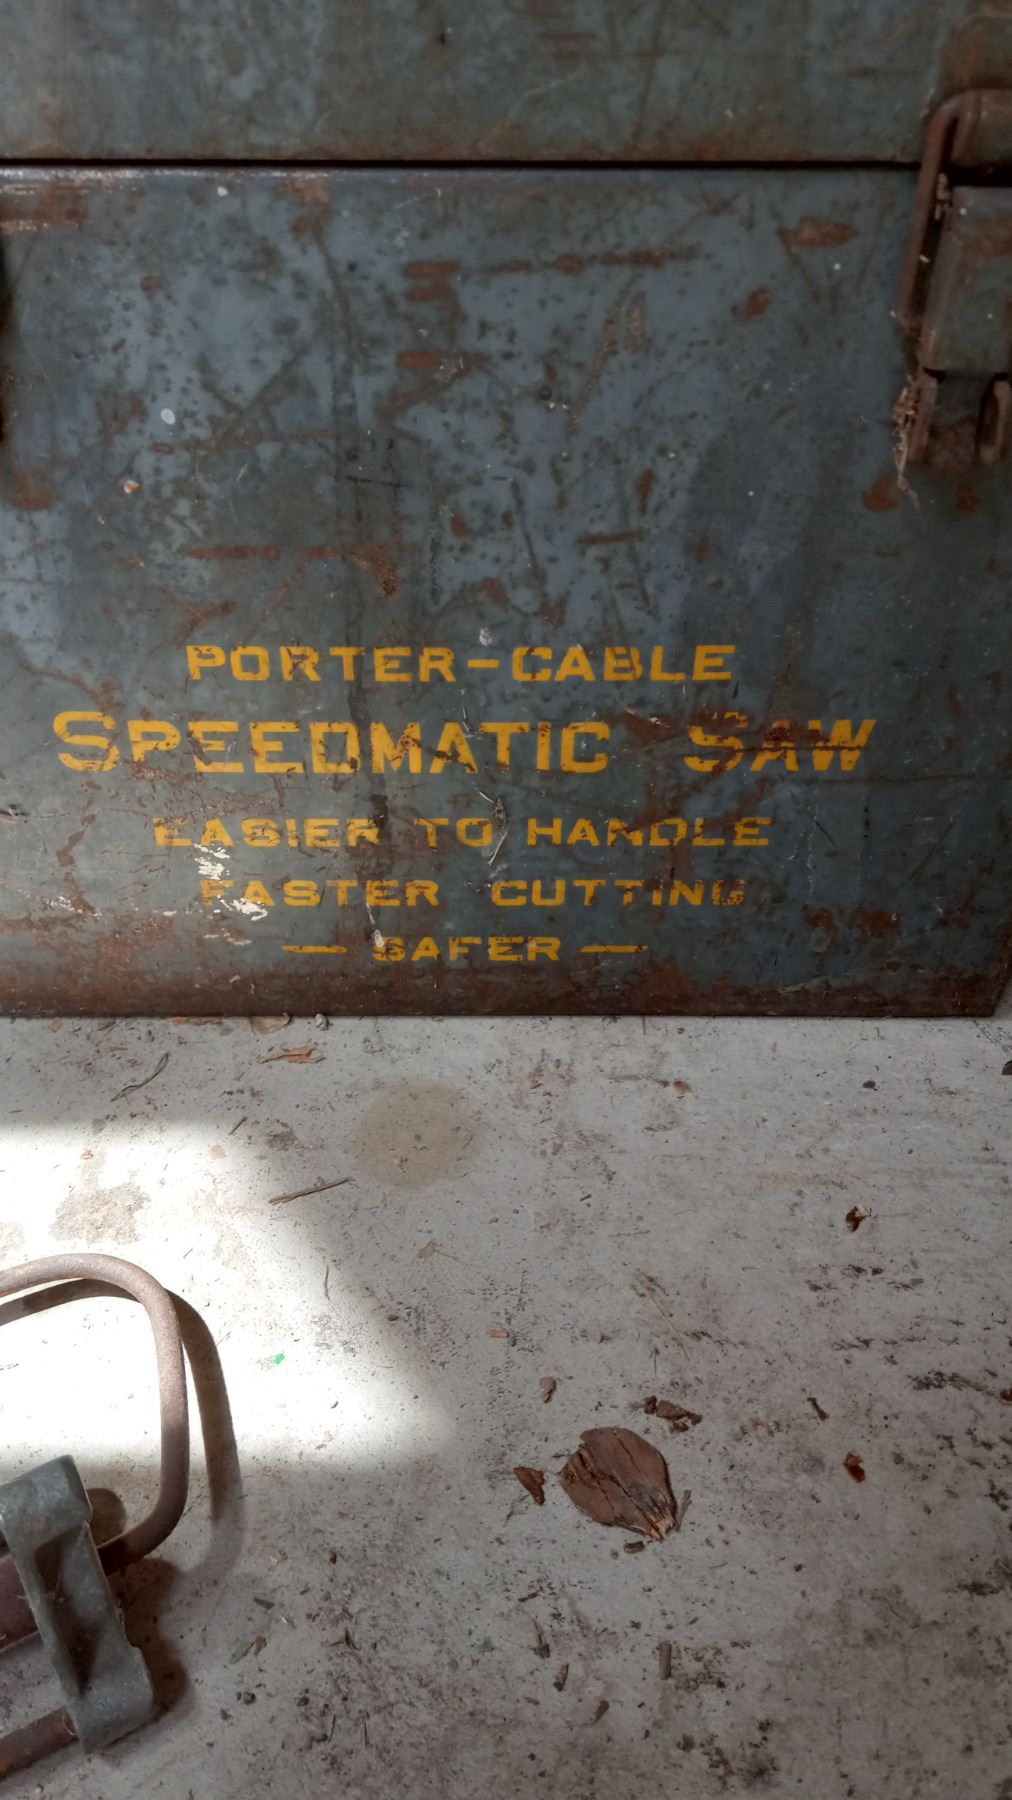 PORTER-CABLE
SPEEDMATIC SAW
EASIER TO HANDLE
FASTER CUTTING
— SAFER —